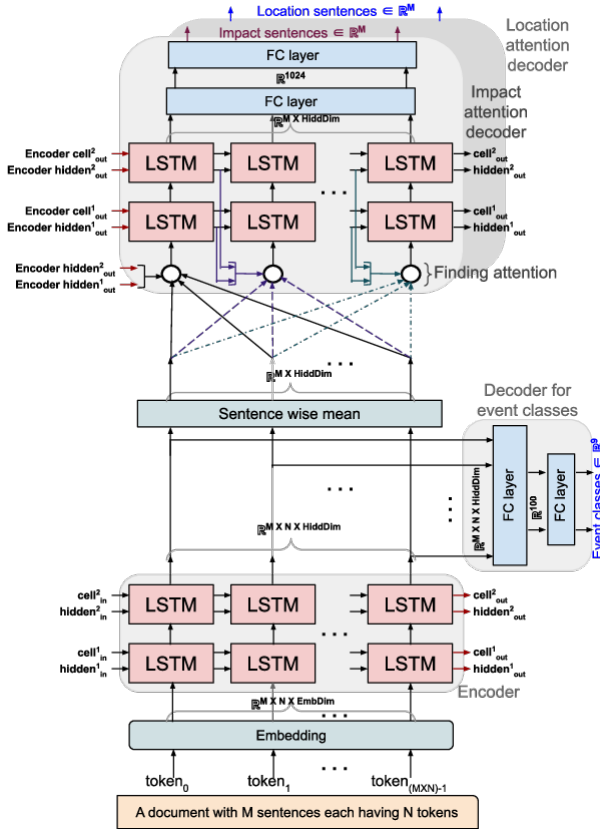 Location sentences ∈ ℝᴹ
Location attention decoder
Impact sentences ∈ ℝᴹ
FC layer
ℝ¹⁰²⁴
FC layer
Impact attention decoder
ℝᴹ ˣ ᴴⁱᵈᵈᴰⁱᵐ
Encoder cell²out
Encoder hidden²out
LSTM
LSTM
LSTM
cell²out
hidden²out
. . .
Encoder cell¹out
Encoder hidden¹out
LSTM
LSTM
LSTM
cell¹out
hidden¹out
Encoder hidden²out
Encoder hidden¹out
Finding attention
. . .
ℝᴹ ˣ ᴴⁱᵈᵈᴰⁱᵐ
Sentence wise mean
Decoder for
event classes
FC layer
FC layer
ℝᴹ ˣ ᴺ ˣ ᴴⁱᵈᵈᴰⁱᵐ
ℝ¹⁰⁰
Event classes ∈ ℝ⁹
. . .
. . .
ℝᴹ ˣ ᴺ ˣ ᴴⁱᵈᵈᴰⁱᵐ
. . .
cell²in
hidden²in
LSTM
LSTM
LSTM
cell²out
hidden²out
. . .
cell¹in
hidden¹in
LSTM
LSTM
LSTM
cell¹out
hidden¹out
Encoder
ℝᴹ ˣ ᴺ ˣ ᴱᵐᵇᴰⁱᵐ
. . .
Embedding
token₀
token₁
. . .
token(MXN)-1
A document with M sentences each having N tokens